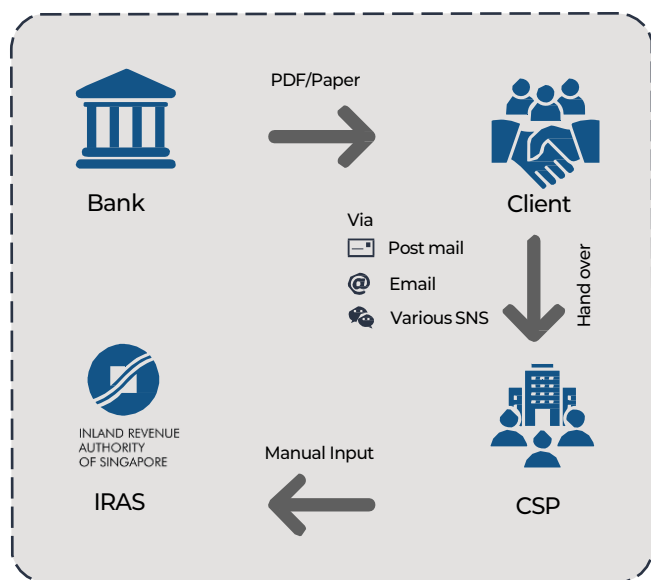 PDF/Paper
Bank
Client
Via
Post mail
@ Email
Various SNS
Hand over
INLAND REVENUE
AUTHORITY
OF SINGAPORE
IRAS
Manual Input
CSP